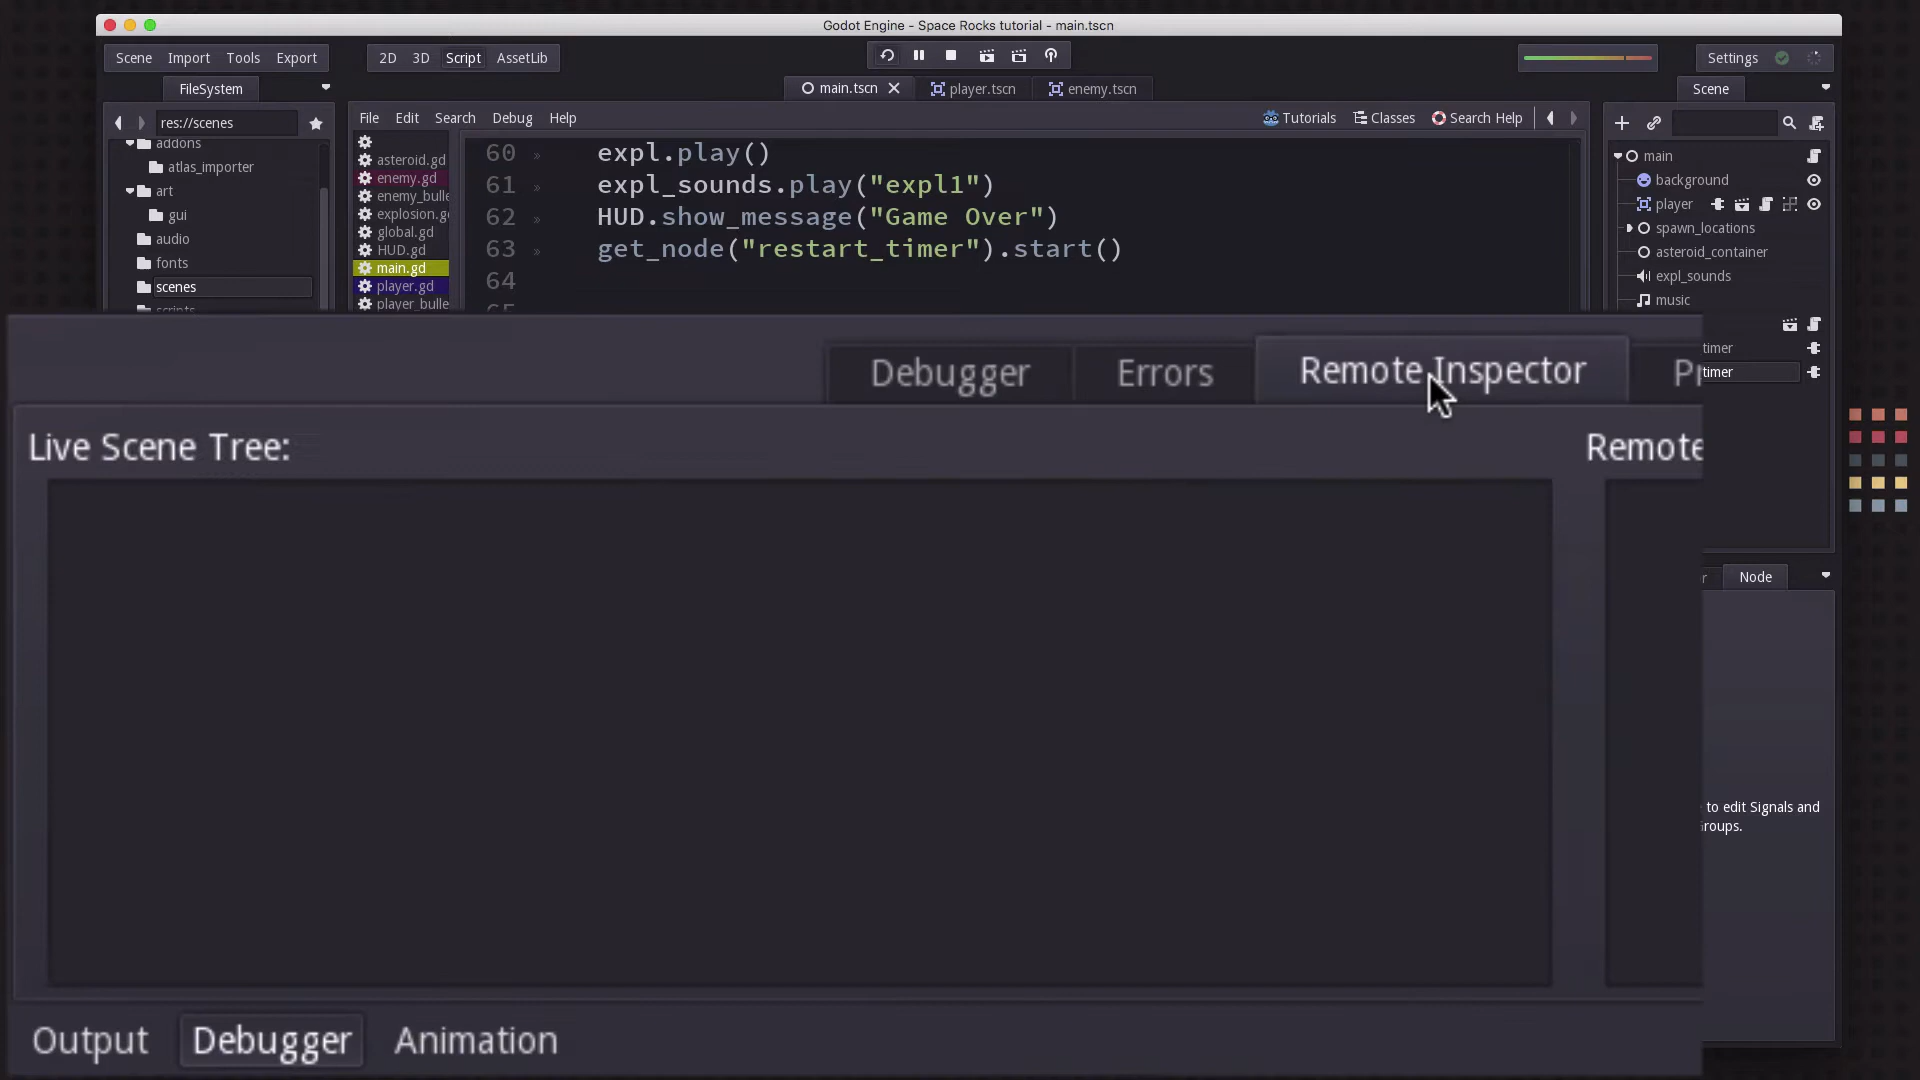 Godot Engine - Space Rocks tutorial - main.tscn
Scene Import Tools Export 2D 3D Script AssetLib Settings
FileSystem main.tscn player.tscn enemy.tscn Scene
res://scenes File Edit Search Debug Help Tutorials Classes Search Help
addons
atlas_importer
art
gui
audio
fonts
scenes
asteroid.gd
enemy.gd
enemy_bulle
explosion.g
global.gd
HUD.gd
main.gd
player.gd
player_bulle
60 expl.play()
61 expl_sounds.play("expl1")
62 HUD.show_message("Game Over")
63 get_node("restart_timer").start()
64
main
background
player
spawn_locations
asteroid_container
expl_sounds
music
timer
timer
Debugger Errors Remote Inspector Pr
Live Scene Tree: Remote
Node
to edit Signals and
Groups.
Output Debugger Animation